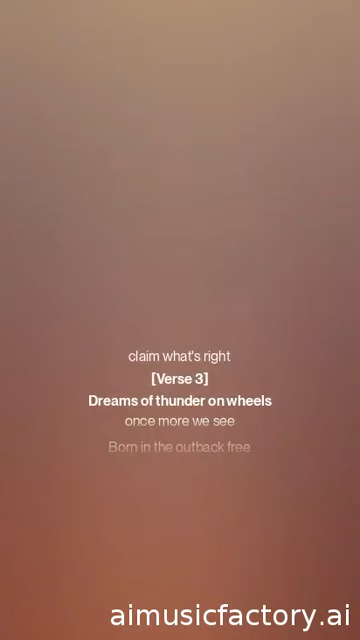 claim what's right
[Verse 3]
Dreams of thunder on wheels
once more we see
Born in the outback free
aimusicfactory.ai